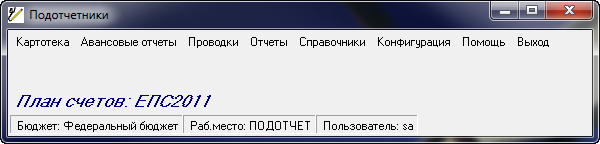 Подотчетники
Картотека Авансовые отчеты Проводки Отчеты Справочники Конфигурация Помощь Выход
План счетов: ЕПС2011
Бюджет: Федеральный бюджет Раб.место: ПОДОТЧЕТ Пользователь: sa